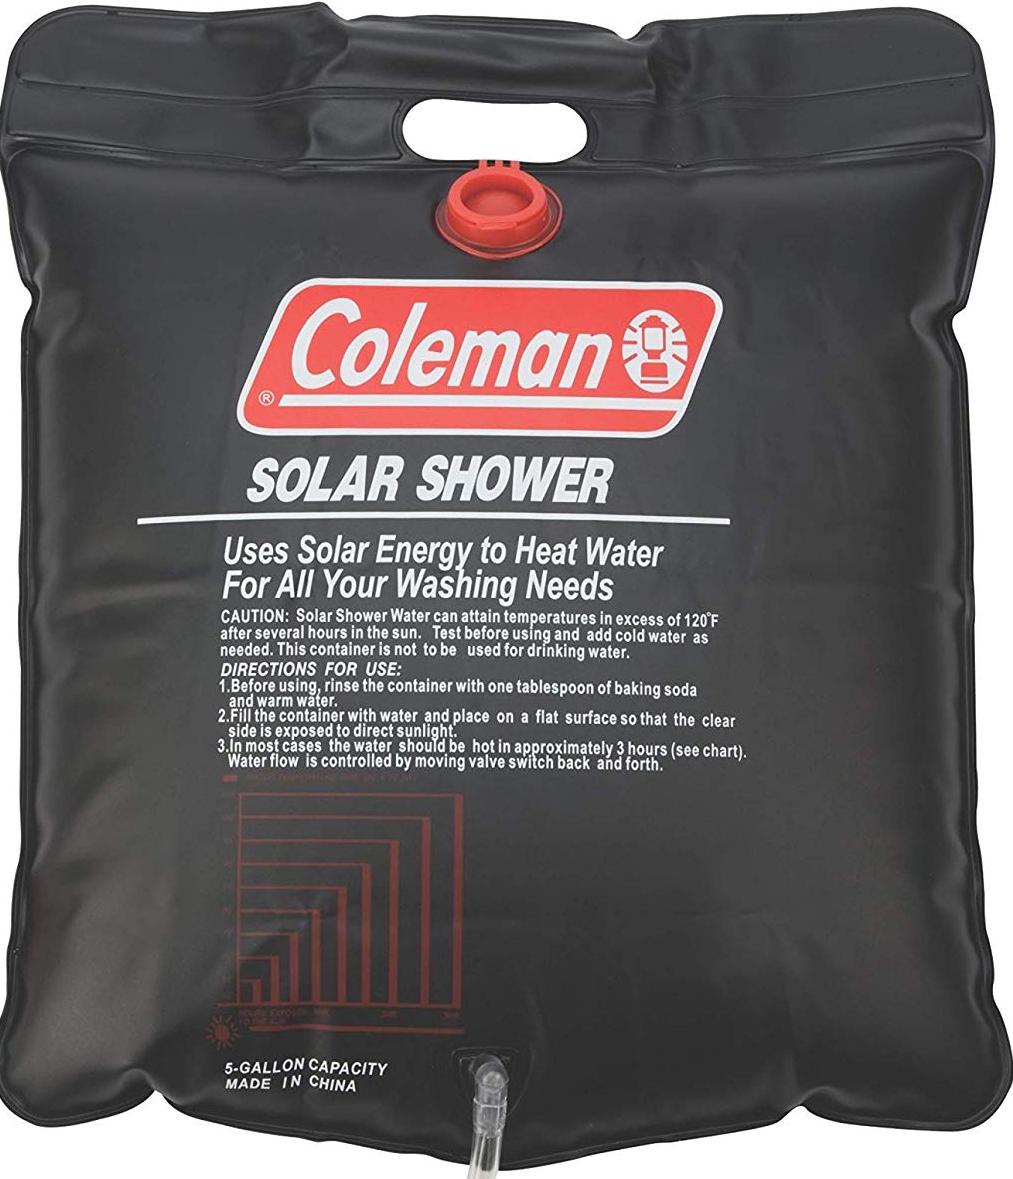 Coleman
®
SOLAR SHOWER
Uses Solar Energy to Heat Water
For All Your Washing Needs
CAUTION: Solar Shower Water can attain temperatures in excess of 120°F
after several hours in the sun. Test before using and add cold water as
needed. This container is not to be used for drinking water.
DIRECTIONS FOR USE:
1.Before using, rinse the container with one tablespoon of baking soda
and warm water.
2.Fill the container with water and place on a flat surface so that the clear
side is exposed to direct sunlight.
3.In most cases the water should be hot in approximately 3 hours (see chart).
Water flow is controlled by moving valve switch back and forth.
HOURS EXPOSED
TO THE SUN
5-GALLON CAPACITY
MADE IN CHINA